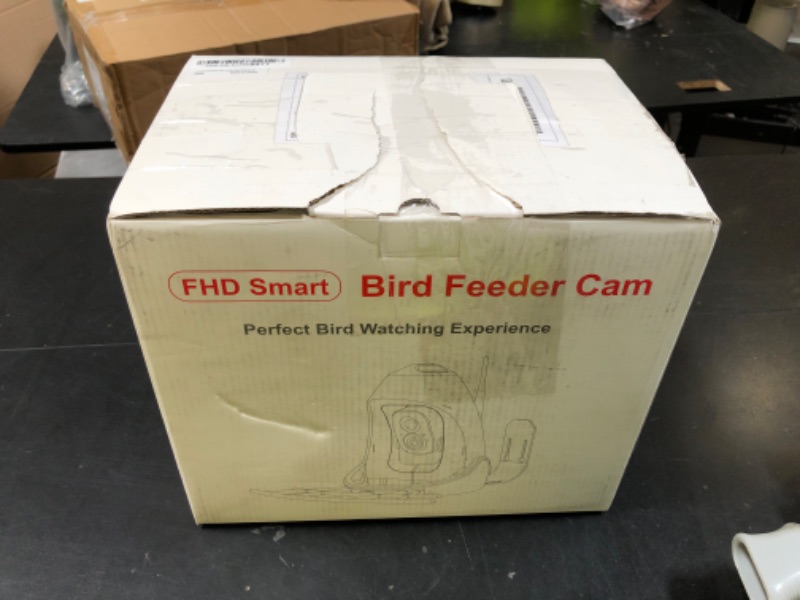 FHD Smart Bird Feeder Cam
Perfect Bird Watching Experience